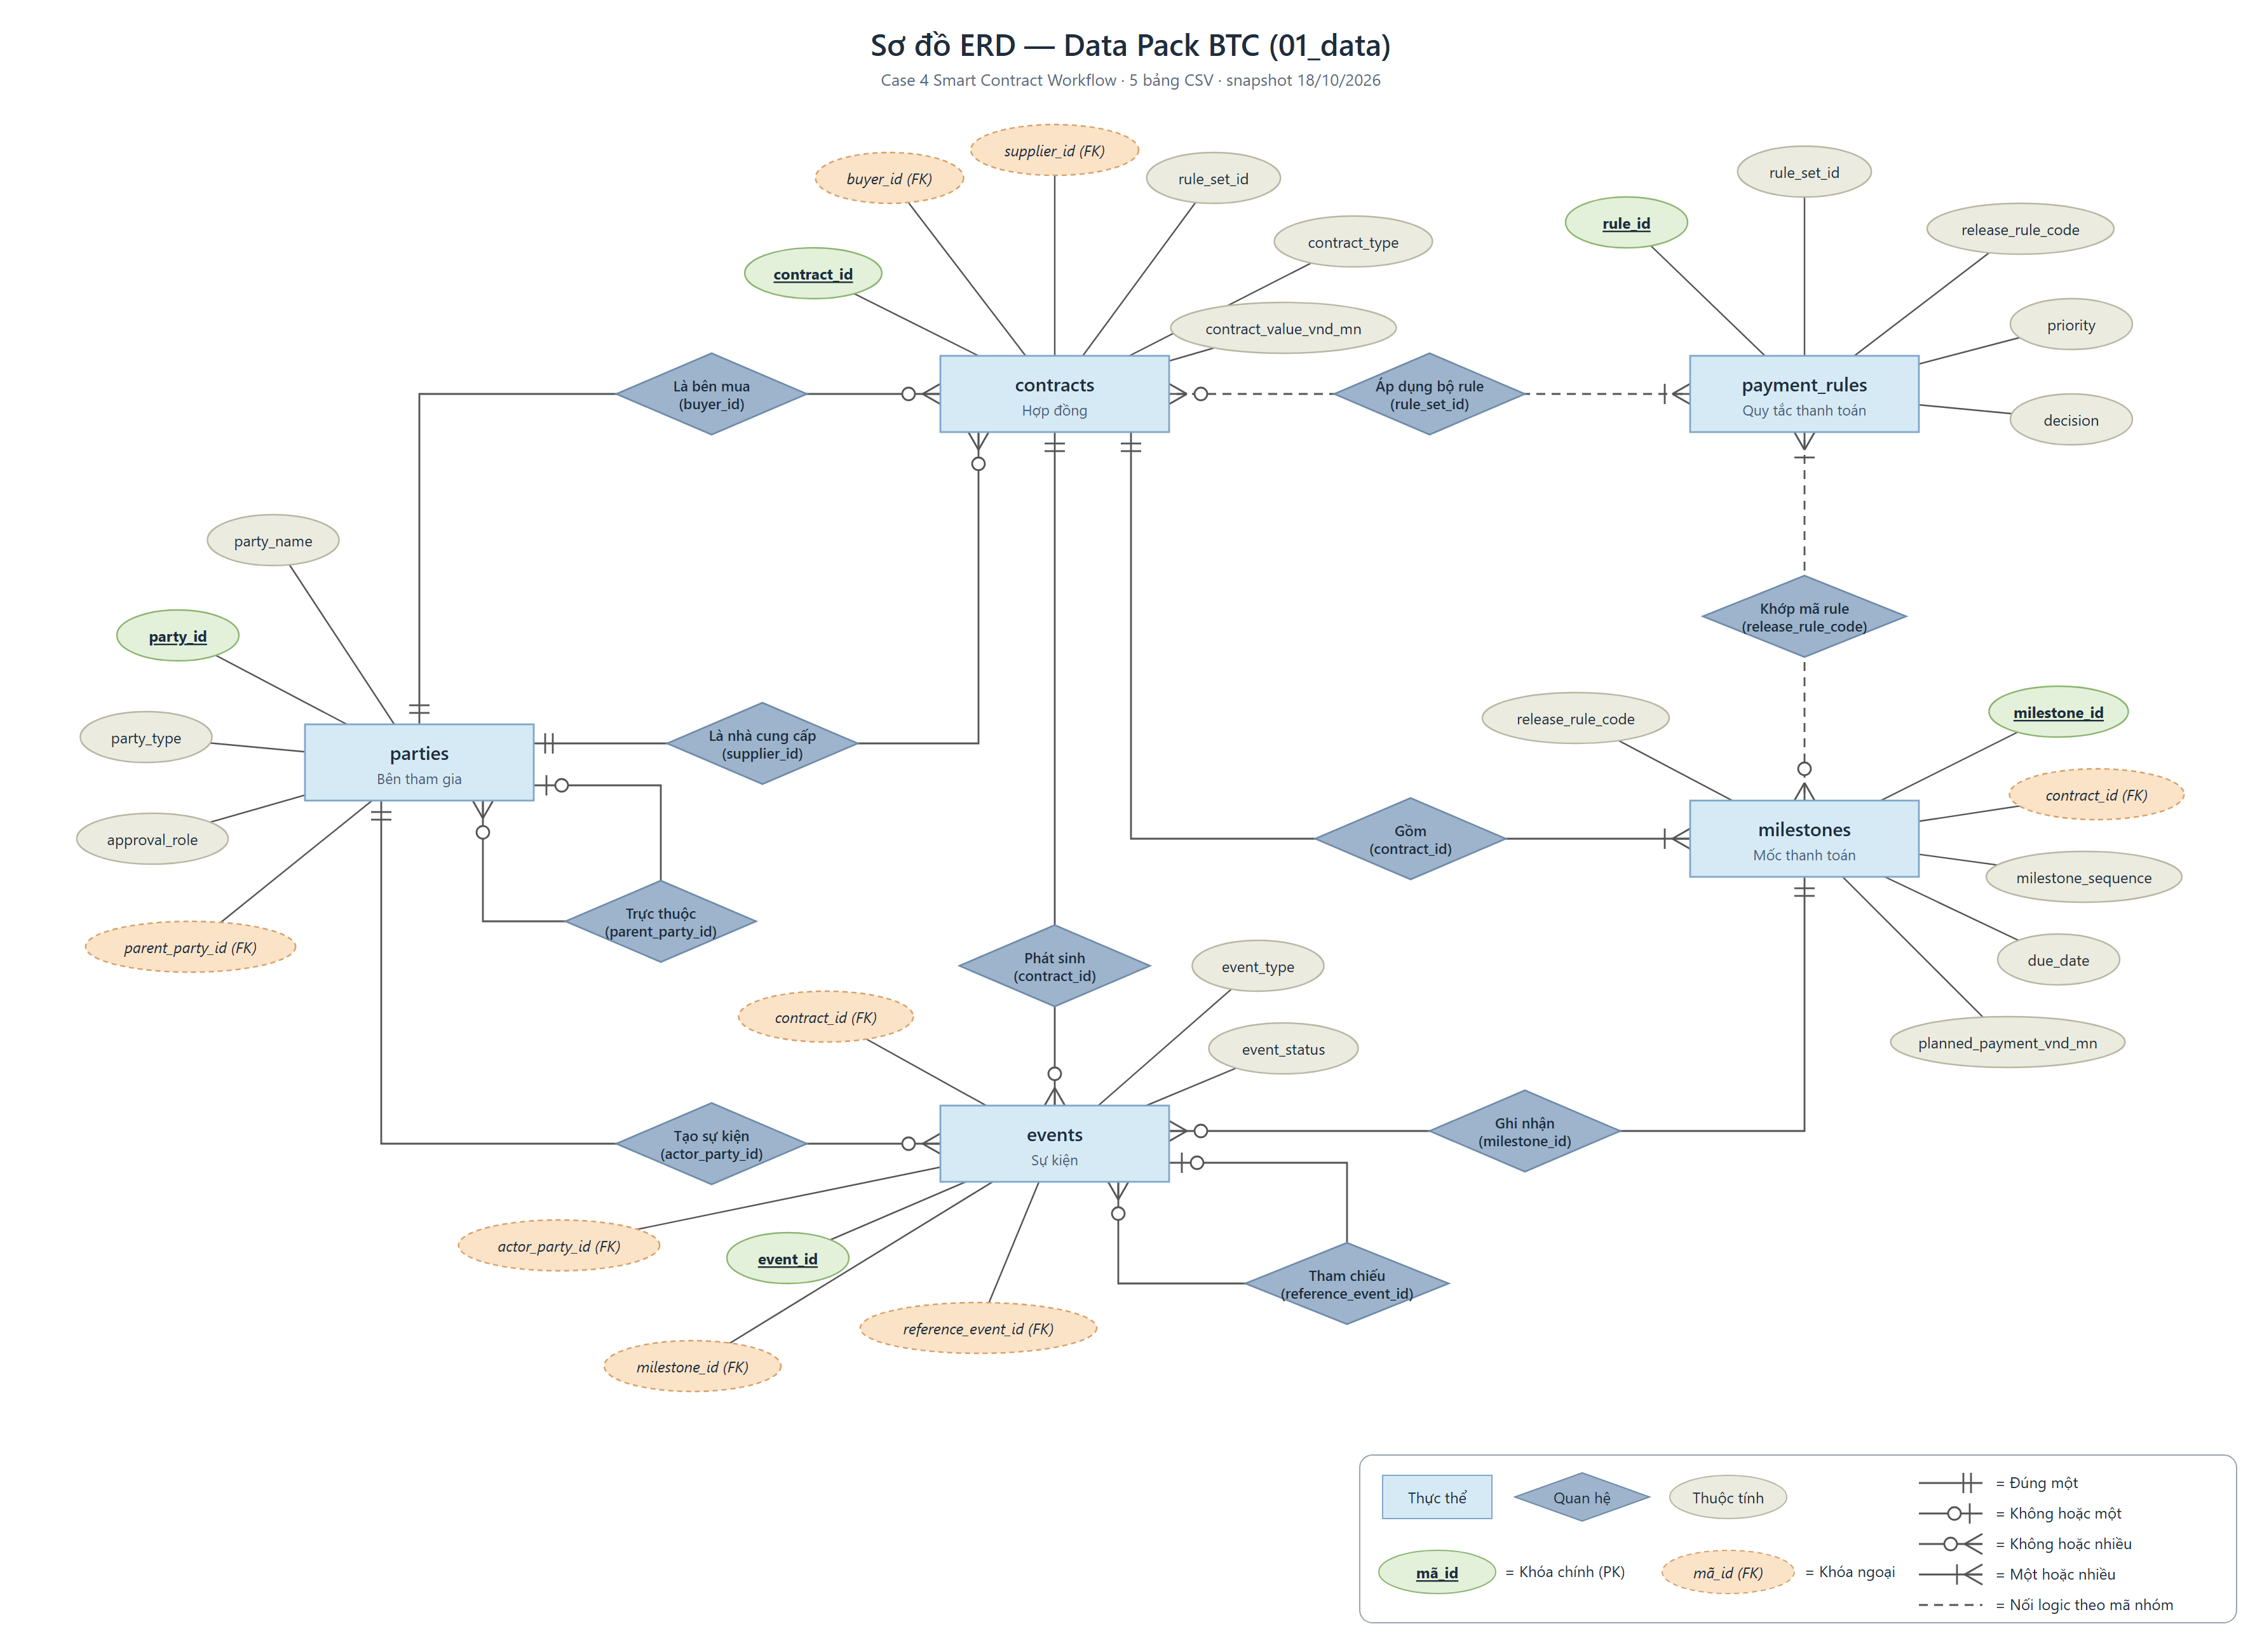 Sơ đồ ERD — Data Pack BTC (01_data)
Case 4 Smart Contract Workflow · 5 bảng CSV · snapshot 18/10/2026
supplier_id (FK)
buyer_id (FK)
rule_set_id
contract_type
contract_id
contract_value_vnd_mn
rule_set_id
rule_id
release_rule_code
priority
decision
Là bên mua
(buyer_id)
contracts
Hợp đồng
Áp dụng bộ rule
(rule_set_id)
payment_rules
Quy tắc thanh toán
party_name
party_id
party_type
approval_role
parent_party_id (FK)
parties
Bên tham gia
Là nhà cung cấp
(supplier_id)
Trực thuộc
(parent_party_id)
Khớp mã rule
(release_rule_code)
release_rule_code
milestone_id
contract_id (FK)
milestone_sequence
due_date
planned_payment_vnd_mn
Gồm
(contract_id)
milestones
Mốc thanh toán
Phát sinh
(contract_id)
event_type
event_status
contract_id (FK)
Tạo sự kiện
(actor_party_id)
events
Sự kiện
Ghi nhận
(milestone_id)
actor_party_id (FK)
event_id
milestone_id (FK)
reference_event_id (FK)
Tham chiếu
(reference_event_id)
Thực thể
Quan hệ
Thuộc tính
mã_id
= Khóa chính (PK)
mã_id (FK)
= Khóa ngoại
= Đúng một
= Không hoặc một
= Không hoặc nhiều
= Một hoặc nhiều
= Nối logic theo mã nhóm